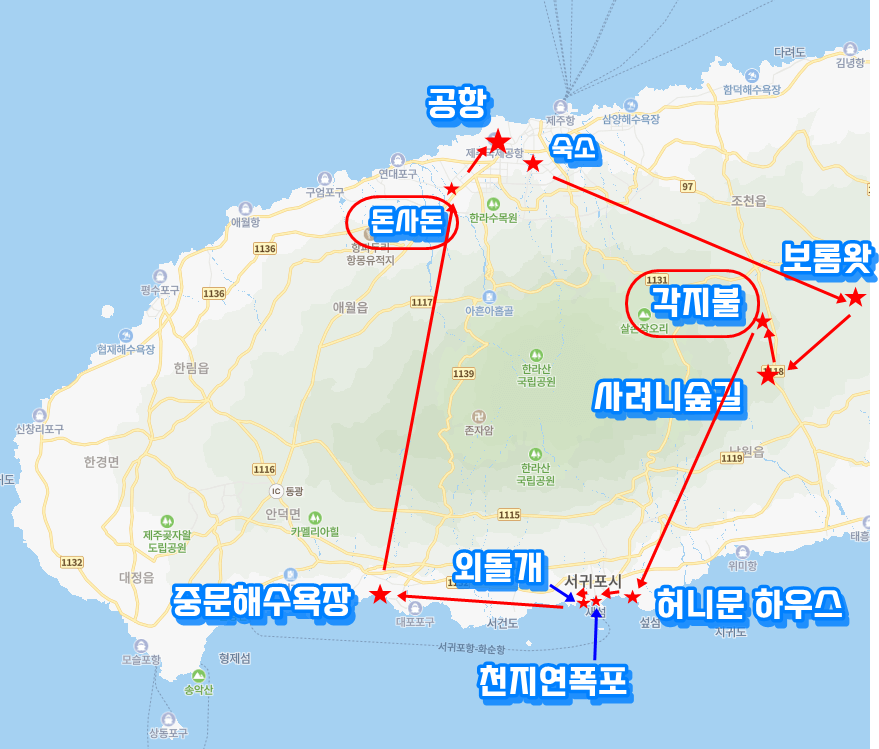 다려도
김녕항
함덕해수욕장
공항
제주항
삼양해수욕장
제주국제공항
숙소
연대포구
97
구엄포구
조천읍
애월항
돈사돈
한라수목원
1136
항파두리
항몽유적지
보롬왓
1131
평수포구
1136
1117
각지불
애월읍
아흔아홉골
살손장오리
협재해수욕장
한라산
국립공원
한림읍
1139
1118
사려니숲길
신창리포구
존자암
남원읍
한경면
1119
한라산
국립공원
1116
IC 동광
안덕면
1115
제주곶자왈
도립공원
카멜리아힐
태흥
위미항
1132
외돌개
대정읍
서귀포시
중문해수욕장
허니문 하우스
대포포구
새섬
서건도
섶섬
지귀도
서귀포항-화순항
모슬포항
형제섬
천지연폭포
송악산
상동포구